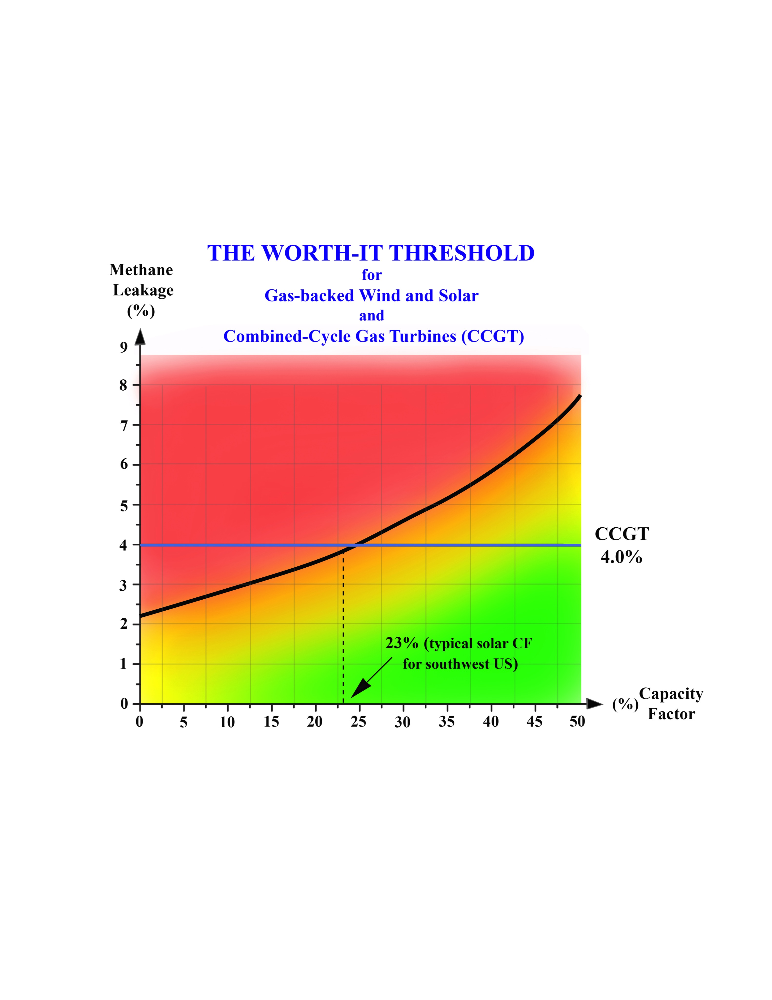 THE WORTH-IT THRESHOLD
for
Gas-backed Wind and Solar
and
Combined-Cycle Gas Turbines (CCGT)
Methane
Leakage
(%)
9
8
7
6
5
4
3
2
1
0
CCGT
4.0%
23% (typical solar CF
for southwest US)
0 5 10 15 20 25 30 35 40 45 50
(%) Capacity
Factor